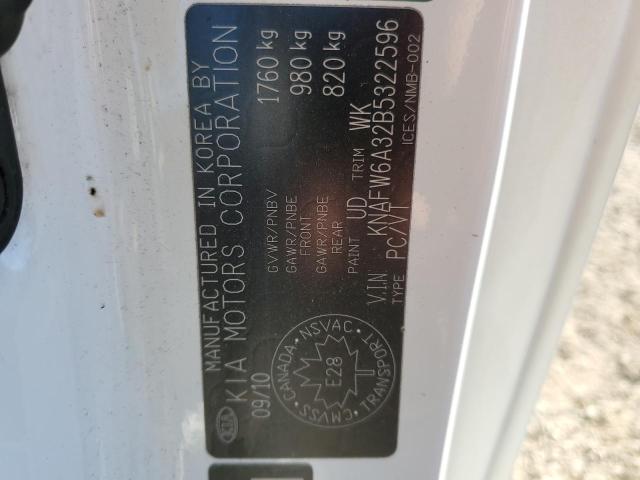 MANUFACTURED IN KOREA BY
KIA KIA MOTORS CORPORATION
09/10
GVWR/PNBV 1760 kg
GAWR/PNBE FRONT 980 kg
GAWR/PNBE REAR 820 kg
PAINT UD TRIM WK
V.I.N KNAFW6A32B5322596
TYPE PC/VT
ICES/NMB-002
CANADA · NSVAC · TRANSPORT · CMVSS
E28